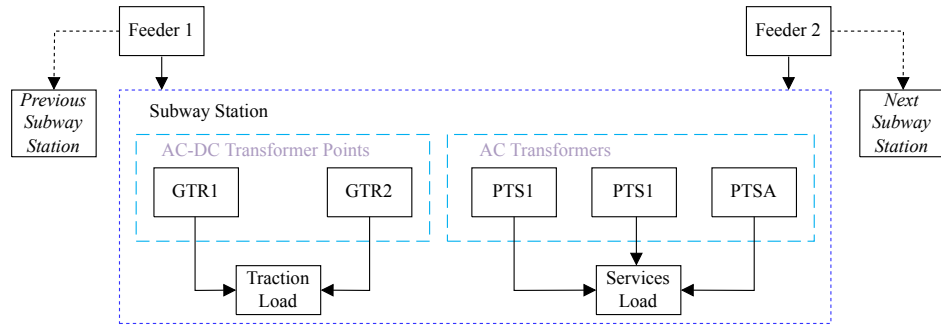 Feeder 1
Feeder 2
Previous
Subway
Station
Next
Subway
Station
Subway Station
AC-DC Transformer Points
AC Transformers
GTR1
GTR2
PTS1
PTS1
PTSA
Traction
Load
Services
Load